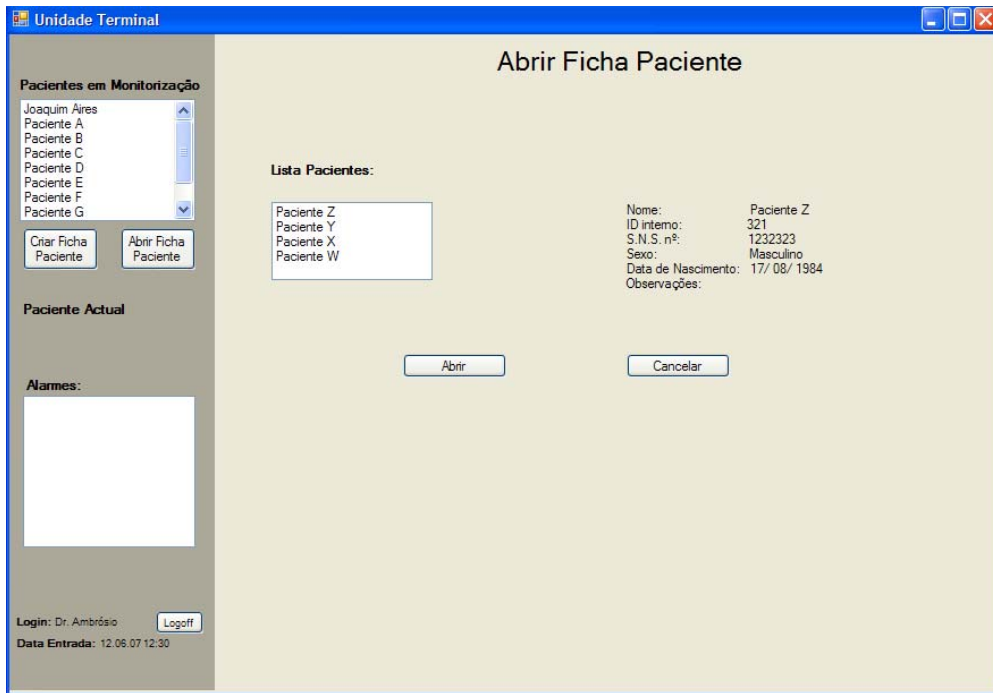 Unidade Terminal
Abrir Ficha Paciente
Pacientes em Monitorização
Joaquim Aires
Paciente A
Paciente B
Paciente C
Paciente D
Paciente E
Paciente F
Paciente G
Criar Ficha
Paciente
Abrir Ficha
Paciente
Paciente Actual
Alarmes:
Login: Dr. Ambrósio
Logoff
Data Entrada: 12.06.07 12:30
Lista Pacientes:
Paciente Z
Paciente Y
Paciente X
Paciente W
Nome: Paciente Z
ID interno: 321
S.N.S. nº: 1232323
Sexo: Masculino
Data de Nascimento: 17/ 08/ 1984
Observações:
Abrir
Cancelar